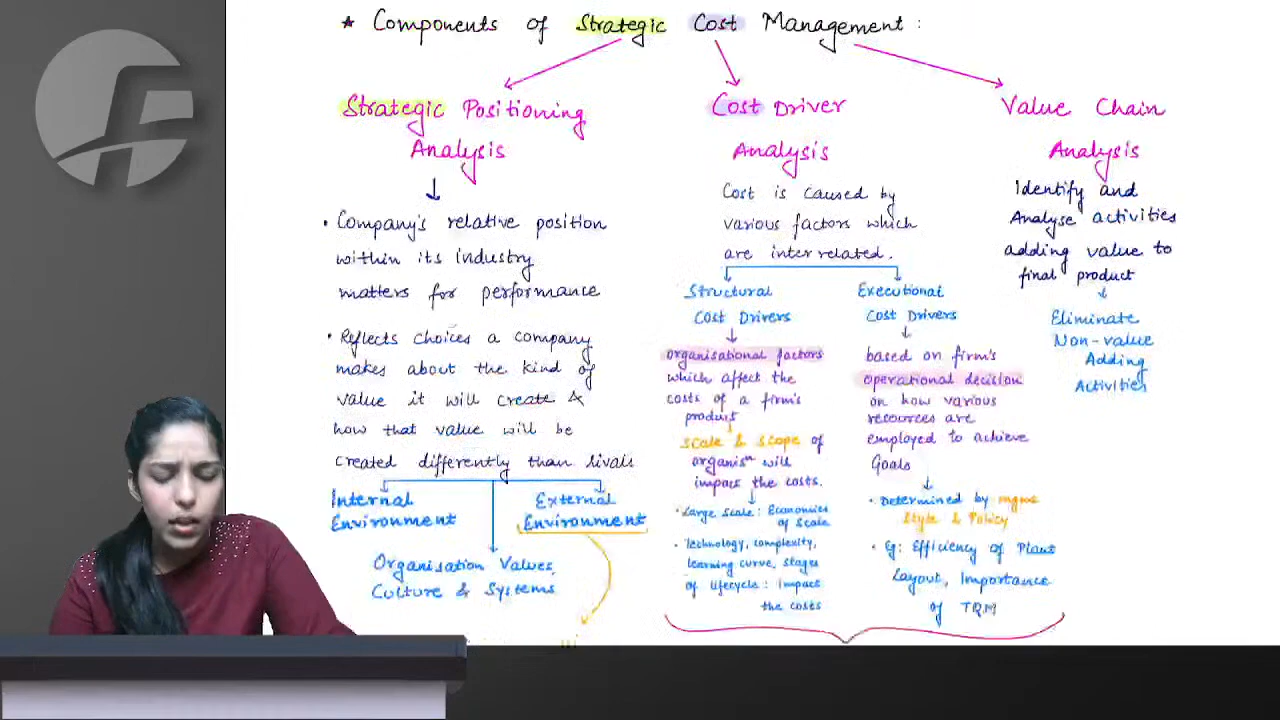 ★ Components of Strategic Cost Management :
Strategic Positioning
Analysis
• Company's relative position
within its industry
matters for performance
• Reflects choices a company
makes about the kind of
value it will create &
how that value will be
created differently than rivals
Internal
Environment
External
Environment
Organisation Values,
Culture & Systems
Cost Driver
Analysis
Cost is caused by
various factors which
are interrelated.
Structural
Cost Drivers
organisational factors
which affect the
costs of a firm's
product
Scale & scope of
organisⁿ will
impact the costs.
• Large Scale: Economies
of Scale
• Technology, complexity,
learning curve, stages
of lifecycle: Impact
the costs
Executional
Cost Drivers
based on firm's
operational decision
on how various
resources are
employed to achieve
Goals
• Determined by mgmt
Style & Policy
• Eg: Efficiency of Plant
Layout, Importance
of TQM
Value Chain
Analysis
Identify and
Analyse activities
adding value to
final product
Eliminate
Non-value
Adding
Activities